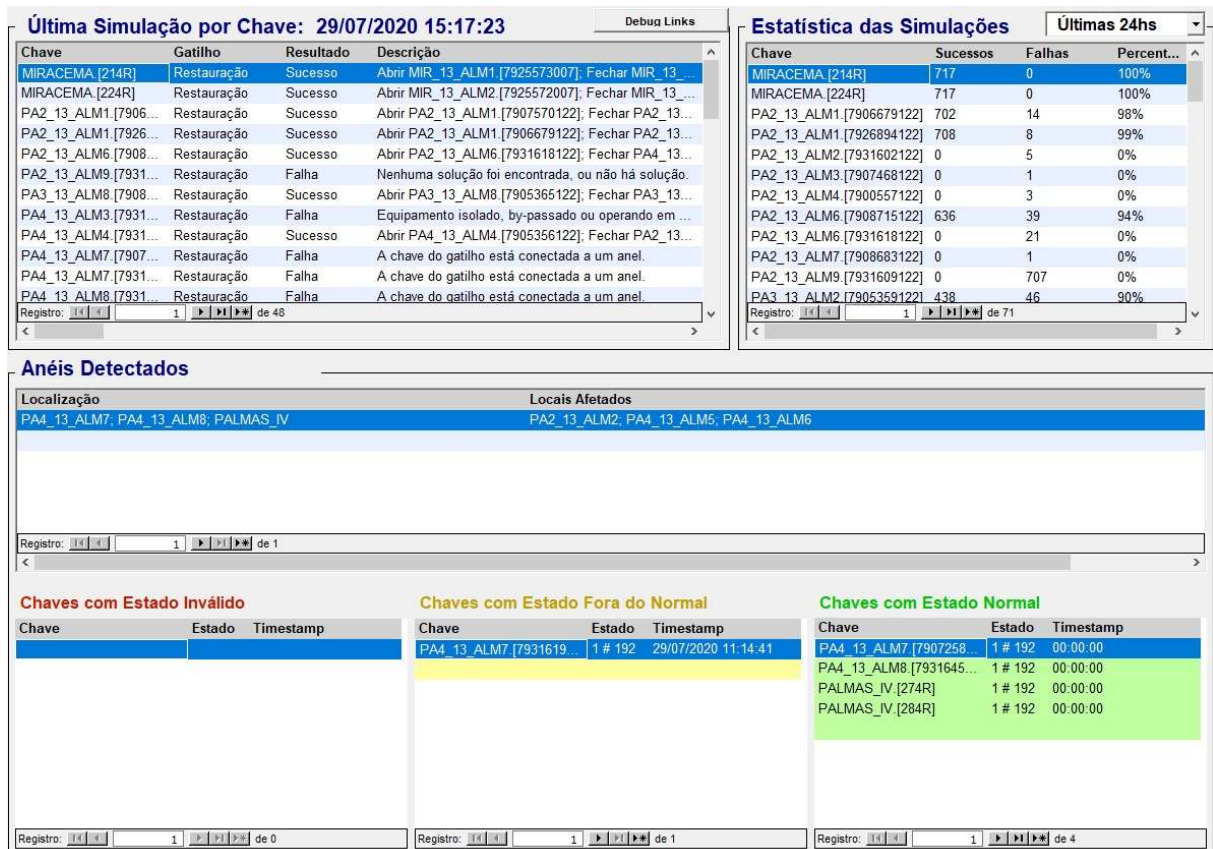 Última Simulação por Chave: 29/07/2020 15:17:23
Debug Links
Chave Gatilho Resultado Descrição
MIRACEMA.[214R] Restauração Sucesso Abrir MIR_13_ALM1.[7925573007]; Fechar MIR_13_...
MIRACEMA.[224R] Restauração Sucesso Abrir MIR_13_ALM2.[7925572007]; Fechar MIR_13_...
PA2_13_ALM1.[7906... Restauração Sucesso Abrir PA2_13_ALM1.[7907570122]; Fechar PA2_13...
PA2_13_ALM1.[7926... Restauração Sucesso Abrir PA2_13_ALM1.[7906679122]; Fechar PA2_13...
PA2_13_ALM6.[7908... Restauração Sucesso Abrir PA2_13_ALM6.[7931618122]; Fechar PA4_13...
PA2_13_ALM9.[7931... Restauração Falha Nenhuma solução foi encontrada, ou não há solução.
PA3_13_ALM8.[7908... Restauração Sucesso Abrir PA3_13_ALM8.[7905365122]; Fechar PA3_13...
PA4_13_ALM3.[7931... Restauração Falha Equipamento isolado, by-passado ou operando em ...
PA4_13_ALM4.[7931... Restauração Sucesso Abrir PA4_13_ALM4.[7905356122]; Fechar PA2_13...
PA4_13_ALM7.[7907... Restauração Falha A chave do gatilho está conectada a um anel.
PA4_13_ALM7.[7931... Restauração Falha A chave do gatilho está conectada a um anel.
PA4_13_ALM8.[7931... Restauração Falha A chave do gatilho está conectada a um anel.
Registro: 1 de 48
Estatística das Simulações
Últimas 24hs
Chave Sucessos Falhas Percent...
MIRACEMA.[214R] 717 0 100%
MIRACEMA.[224R] 717 0 100%
PA2_13_ALM1.[7906679122] 702 14 98%
PA2_13_ALM1.[7926894122] 708 8 99%
PA2_13_ALM2.[7931602122] 0 5 0%
PA2_13_ALM3.[7907468122] 0 1 0%
PA2_13_ALM4.[7900557122] 0 3 0%
PA2_13_ALM6.[7908715122] 636 39 94%
PA2_13_ALM6.[7931618122] 0 21 0%
PA2_13_ALM7.[7908683122] 0 1 0%
PA2_13_ALM9.[7931609122] 0 707 0%
PA3_13_ALM2.[7905359122] 438 46 90%
Registro: 1 de 71
Anéis Detectados
Localização Locais Afetados
PA4_13_ALM7; PA4_13_ALM8; PALMAS_IV PA2_13_ALM2; PA4_13_ALM5; PA4_13_ALM6
Registro: 1 de 1
Chaves com Estado Inválido
Chave Estado Timestamp
Registro: 1 de 0
Chaves com Estado Fora do Normal
Chave Estado Timestamp
PA4_13_ALM7.[7931619... 1 # 192 29/07/2020 11:14:41
Registro: 1 de 1
Chaves com Estado Normal
Chave Estado Timestamp
PA4_13_ALM7.[7907258... 1 # 192 00:00:00
PA4_13_ALM8.[7931645... 1 # 192 00:00:00
PALMAS_IV.[274R] 1 # 192 00:00:00
PALMAS_IV.[284R] 1 # 192 00:00:00
Registro: 1 de 4